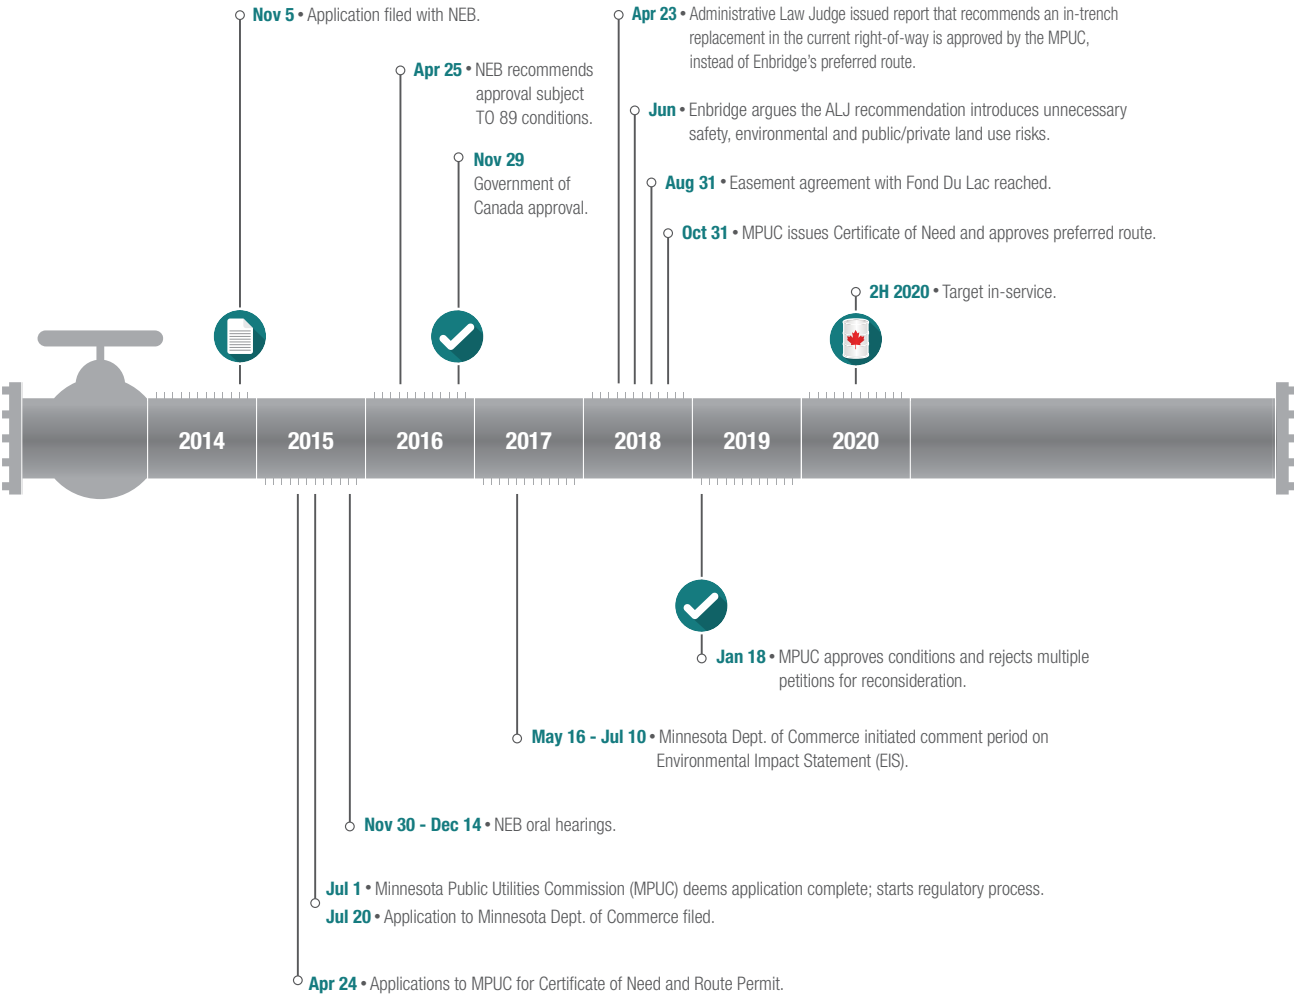 Nov 5 • Application filed with NEB.
Apr 25 • NEB recommends
approval subject
TO 89 conditions.
Nov 29
Government of
Canada approval.
Apr 23 • Administrative Law Judge issued report that recommends an in-trench
replacement in the current right-of-way is approved by the MPUC,
instead of Enbridge's preferred route.
Jun • Enbridge argues the ALJ recommendation introduces unnecessary
safety, environmental and public/private land use risks.
Aug 31 • Easement agreement with Fond Du Lac reached.
Oct 31 • MPUC issues Certificate of Need and approves preferred route.
2H 2020 • Target in-service.
2014 2015 2016 2017 2018 2019 2020
Jan 18 • MPUC approves conditions and rejects multiple
petitions for reconsideration.
May 16 - Jul 10 • Minnesota Dept. of Commerce initiated comment period on
Environmental Impact Statement (EIS).
Nov 30 - Dec 14 • NEB oral hearings.
Jul 1 • Minnesota Public Utilities Commission (MPUC) deems application complete; starts regulatory process.
Jul 20 • Application to Minnesota Dept. of Commerce filed.
Apr 24 • Applications to MPUC for Certificate of Need and Route Permit.